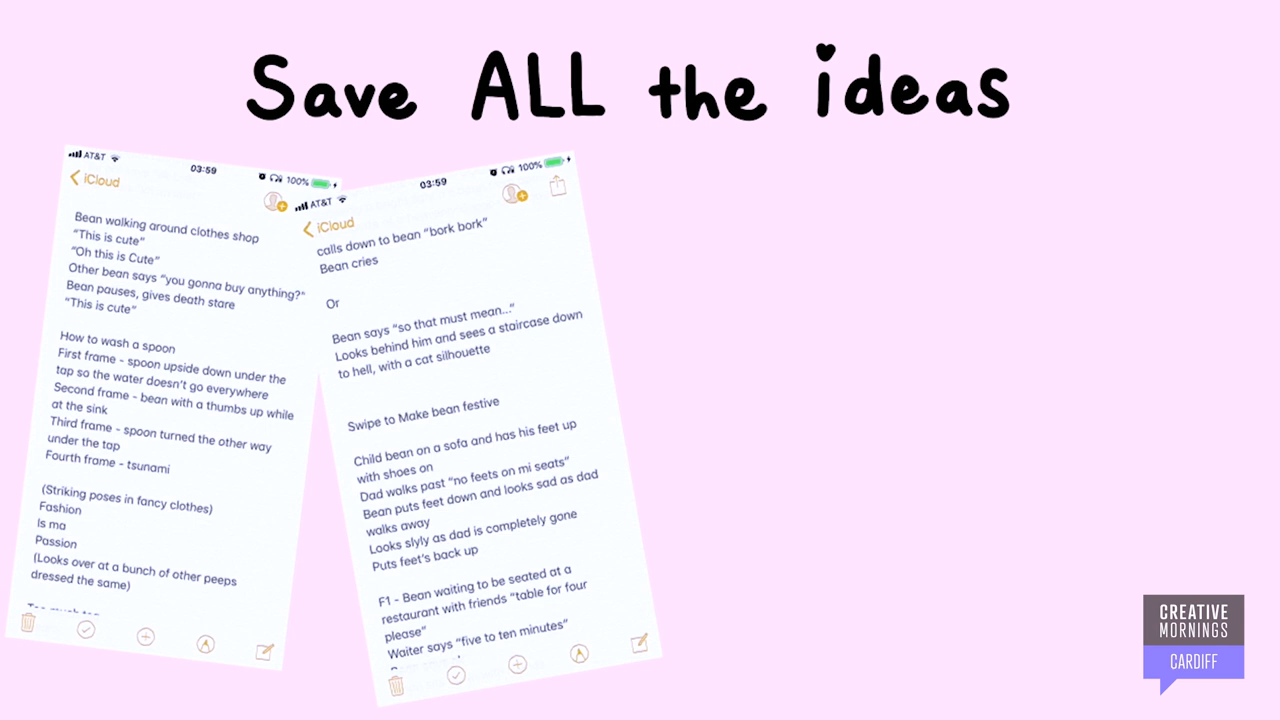 Save ALL the ideas
AT&T 03:59 100%
iCloud
Bean walking around clothes shop
“This is cute”
“Oh this is Cute”
Other bean says “you gonna buy anything?”
Bean pauses, gives death stare
“This is cute”
How to wash a spoon
First frame - spoon upside down under the
tap so the water doesn’t go everywhere
Second frame - bean with a thumbs up while
at the sink
Third frame - spoon turned the other way
under the tap
Fourth frame - tsunami
(Striking poses in fancy clothes)
Fashion
Is ma
Passion
(Looks over at a bunch of other peeps
dressed the same)
AT&T 03:59 100%
iCloud
calls down to bean “bork bork”
Bean cries
Or
Bean says “so that must mean...”
Looks behind him and sees a staircase down
to hell, with a cat silhouette
Swipe to Make bean festive
Child bean on a sofa and has his feet up
with shoes on
Dad walks past “no feets on mi seats”
Bean puts feet down and looks sad as dad
walks away
Looks slyly as dad is completely gone
Puts feet’s back up
F1 - Bean waiting to be seated at a
restaurant with friends “table for four
please”
Waiter says “five to ten minutes”
CREATIVE
MORNINGS
CARDIFF